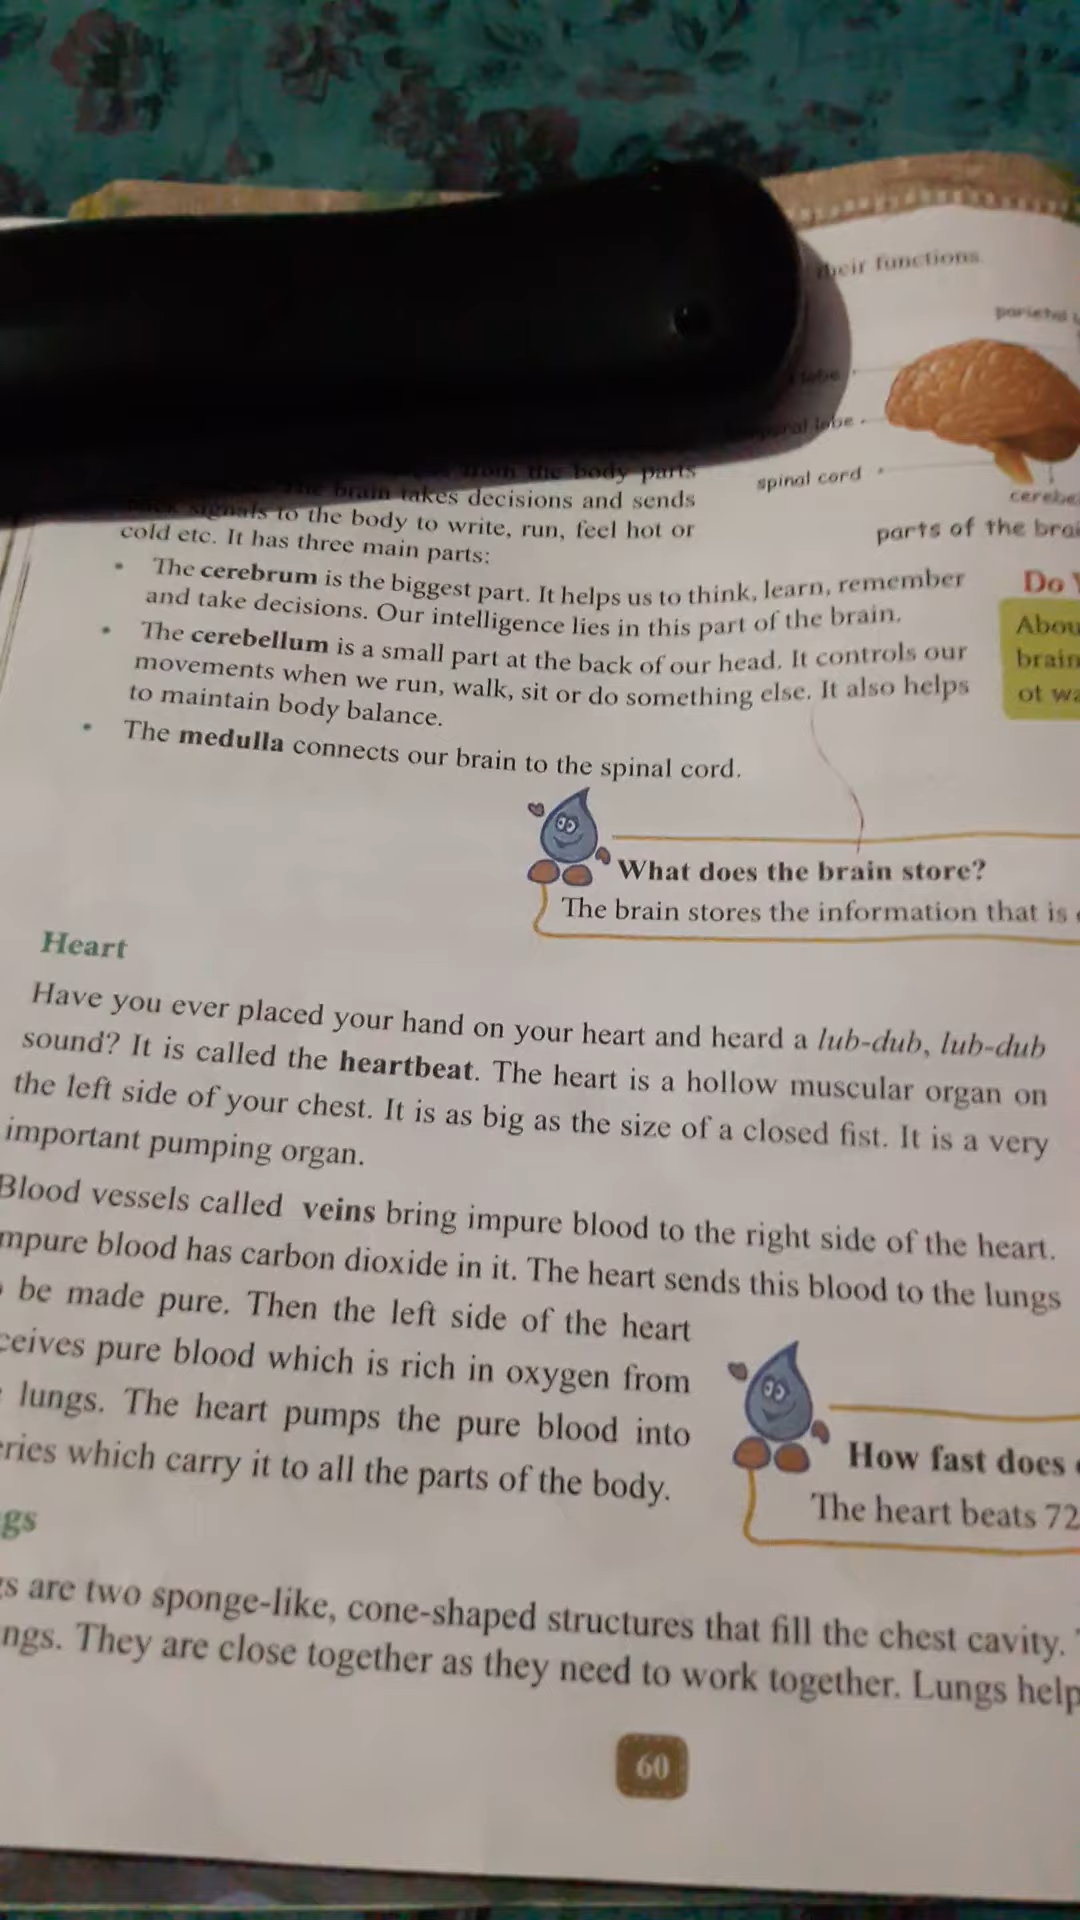 their functions.
parietal
lobe
lobe
spinal cord
parts of the
from the body parts
The brain takes decisions and sends
back signals to the body to write, run, feel hot or
cold etc. It has three main parts:
• The cerebrum is the biggest part. It helps us to think, learn, remember
and take decisions. Our intelligence lies in this part of the brain.
• The cerebellum is a small part at the back of our head. It controls our
movements when we run, walk, sit or do something else. It also helps
to maintain body balance.
• The medulla connects our brain to the spinal cord.
Do
brain
ot
What does the brain store?
The brain stores the information that is
Heart
Have you ever placed your hand on your heart and heard a lub-dub, lub-dub
sound? It is called the heartbeat. The heart is a hollow muscular organ on
the left side of your chest. It is as big as the size of a closed fist. It is a very
important pumping organ.
Blood vessels called veins bring impure blood to the right side of the heart.
mpure blood has carbon dioxide in it. The heart sends this blood to the lungs
be made pure. Then the left side of the heart
ceives pure blood which is rich in oxygen from
lungs. The heart pumps the pure blood into
eries which carry it to all the parts of the body.
How fast does
The heart beats 72
gs
gs are two sponge-like, cone-shaped structures that fill the chest cavity.
ngs. They are close together as they need to work together. Lungs help
60